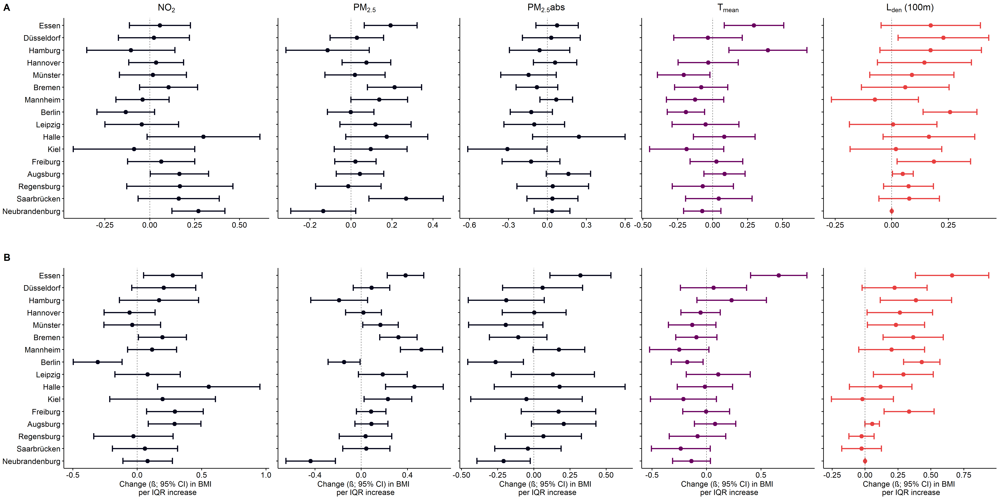 A
NO2 PM2.5 PM2.5abs Tmean Lden (100m)
Essen
Düsseldorf
Hamburg
Hannover
Münster
Bremen
Mannheim
Berlin
Leipzig
Halle
Kiel
Freiburg
Augsburg
Regensburg
Saarbrücken
Neubrandenburg
-0.25 0.00 0.25 0.50 -0.2 0.0 0.2 0.4 -0.6 -0.3 0.0 0.3 0.6 -0.50 -0.25 0.00 0.25 0.50 -0.25 0.00 0.25
B
Essen
Düsseldorf
Hamburg
Hannover
Münster
Bremen
Mannheim
Berlin
Leipzig
Halle
Kiel
Freiburg
Augsburg
Regensburg
Saarbrücken
Neubrandenburg
-0.5 0.0 0.5 1.0 -0.4 0.0 0.4 -0.50 -0.25 0.00 0.25 0.50 -0.5 0.0 0.5 -0.25 0.00 0.25 0.50 0.75
Change (ß; 95% CI) in BMI Change (ß; 95% CI) in BMI Change (ß; 95% CI) in BMI Change (ß; 95% CI) in BMI Change (ß; 95% CI) in BMI
per IQR increase per IQR increase per IQR increase per IQR increase per IQR increase